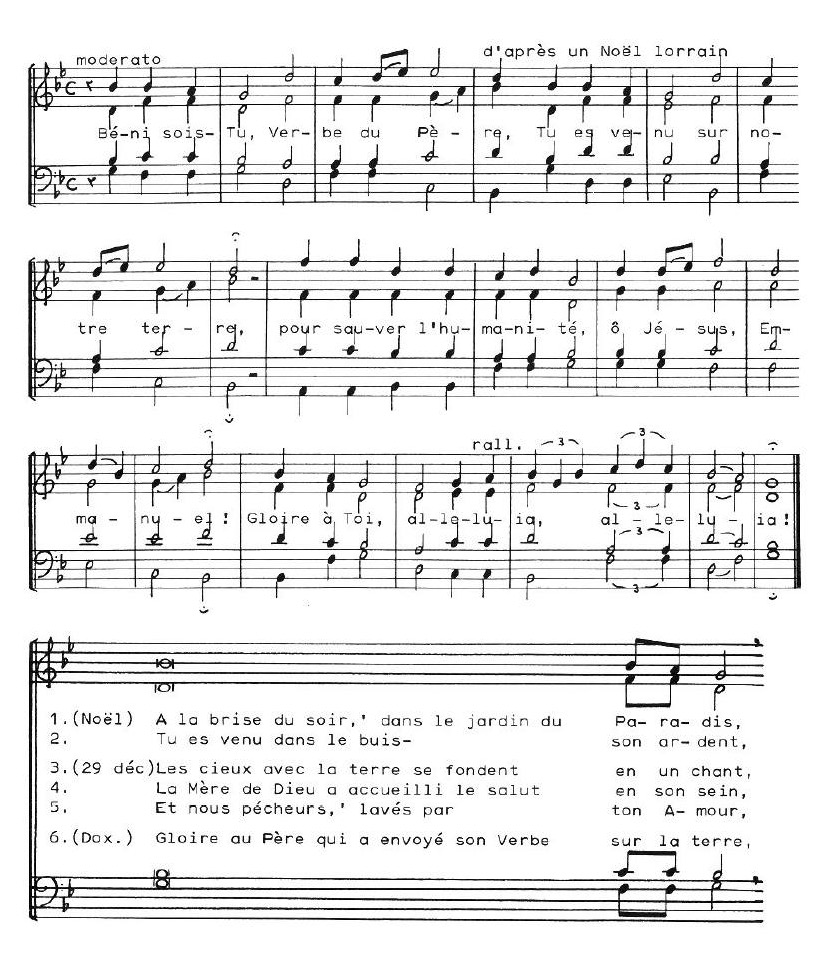 moderato
d'après un Noël lorrain
Bé-ni sois-Tu, Ver-be du Pè-re, Tu es ve-nu sur no-
tre ter-re, pour sau-ver l'hu-ma-ni-té, ô Jé-sus, Em-
rall.
3 3
ma-nu-el! Gloire à Toi, al-le-lu-ia, al-le-lu-ia!
3
3
1.(Noël) A la brise du soir,' dans le jardin du Pa-ra-dis,
2. Tu es venu dans le buis- son ar-dent,
3.(29 déc)Les cieux avec la terre se fondent en un chant,
4. La Mère de Dieu a accueilli le salut en son sein,
5. Et nous pécheurs,' lavés par ton A-mour,
6.(Dox.) Gloire au Père qui a envoyé son Verbe sur la terre,